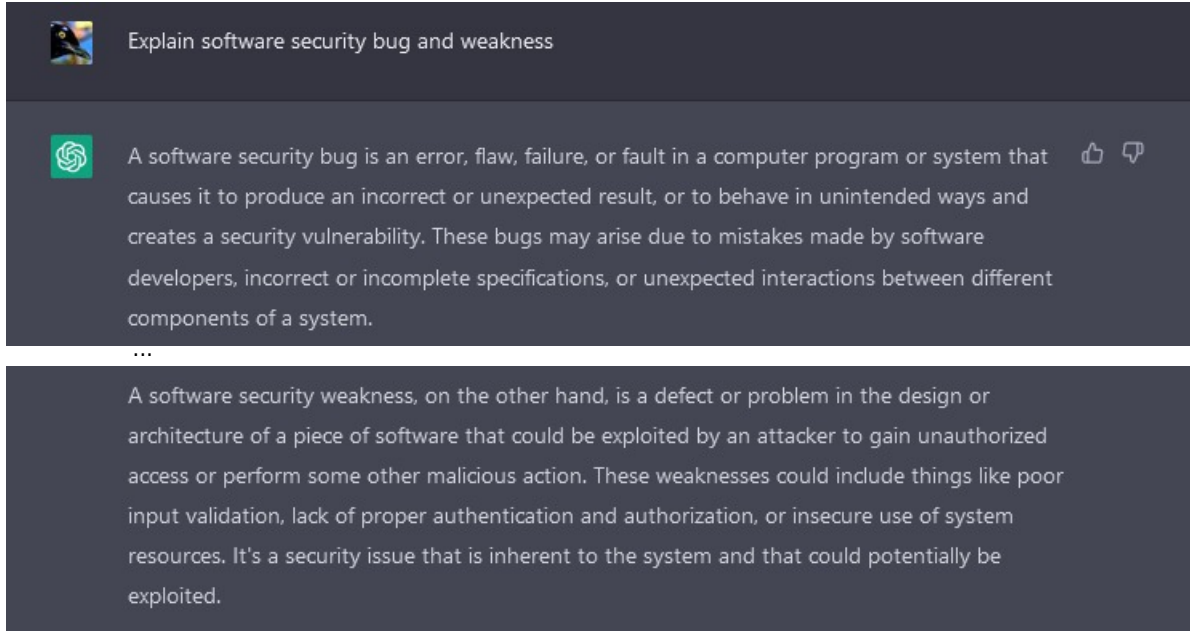 Explain software security bug and weakness
A software security bug is an error, flaw, failure, or fault in a computer program or system that
causes it to produce an incorrect or unexpected result, or to behave in unintended ways and
creates a security vulnerability. These bugs may arise due to mistakes made by software
developers, incorrect or incomplete specifications, or unexpected interactions between different
components of a system.
...
A software security weakness, on the other hand, is a defect or problem in the design or
architecture of a piece of software that could be exploited by an attacker to gain unauthorized
access or perform some other malicious action. These weaknesses could include things like poor
input validation, lack of proper authentication and authorization, or insecure use of system
resources. It's a security issue that is inherent to the system and that could potentially be
exploited.